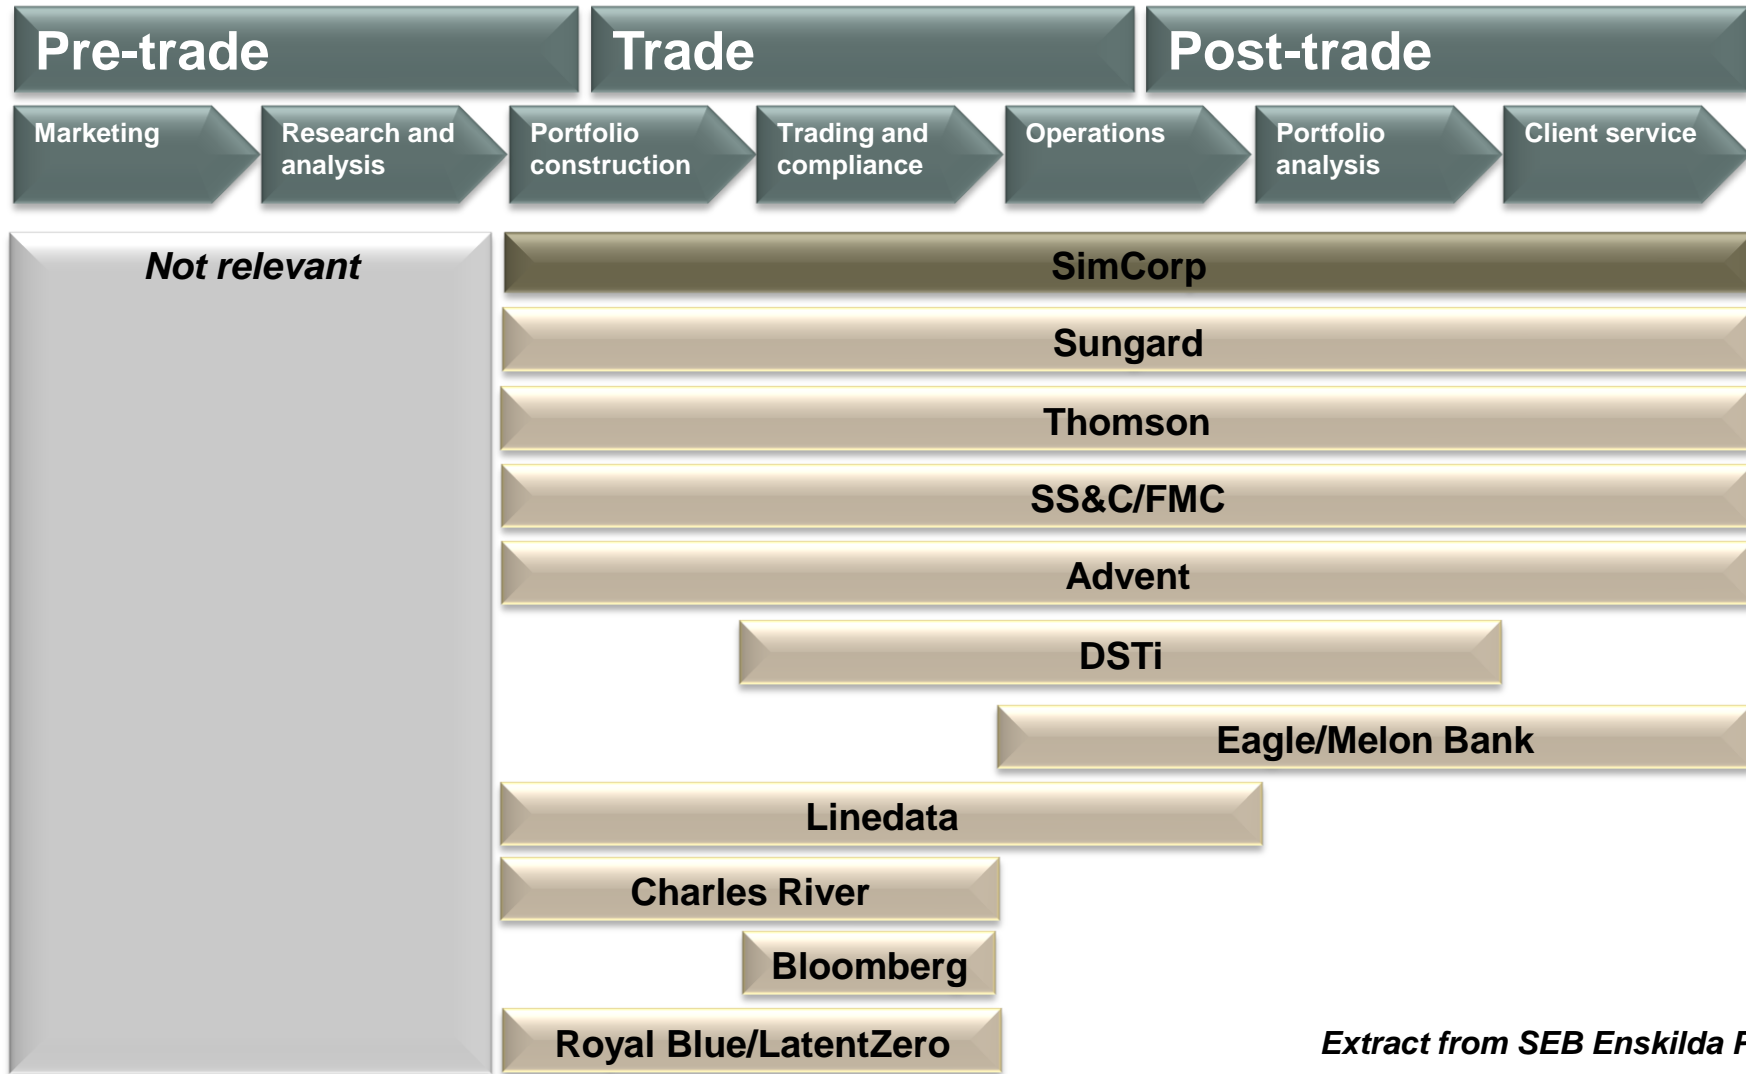 Pre-trade
Trade
Post-trade
Marketing
Research and
analysis
Portfolio
construction
Trading and
compliance
Operations
Portfolio
analysis
Client service
Not relevant
SimCorp
Sungard
Thomson
SS&C/FMC
Advent
DSTi
Eagle/Melon Bank
Linedata
Charles River
Bloomberg
Royal Blue/LatentZero
Extract from SEB Enskilda